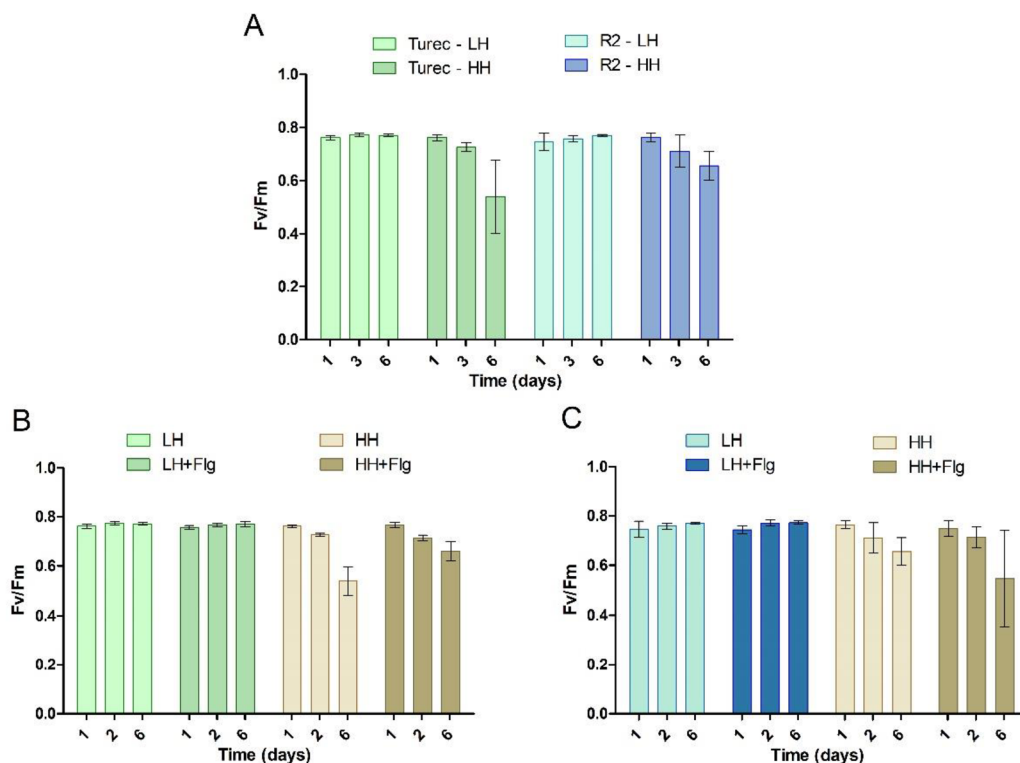 A
Turec - LH
R2 - LH
Turec - HH
R2 - HH
1.0
0.8
0.6
0.4
0.2
0.0
Fv/Fm
1 3 6 1 3 6 1 3 6 1 3 6
Time (days)
B
LH
HH
LH+Flg
HH+Flg
1.0
0.8
0.6
0.4
0.2
0.0
Fv/Fm
1 2 6 1 2 6 1 2 6 1 2 6
Time (days)
C
LH
HH
LH+Flg
HH+Flg
1.0
0.8
0.6
0.4
0.2
0.0
Fv/Fm
1 2 6 1 2 6 1 2 6 1 2 6
Time (days)